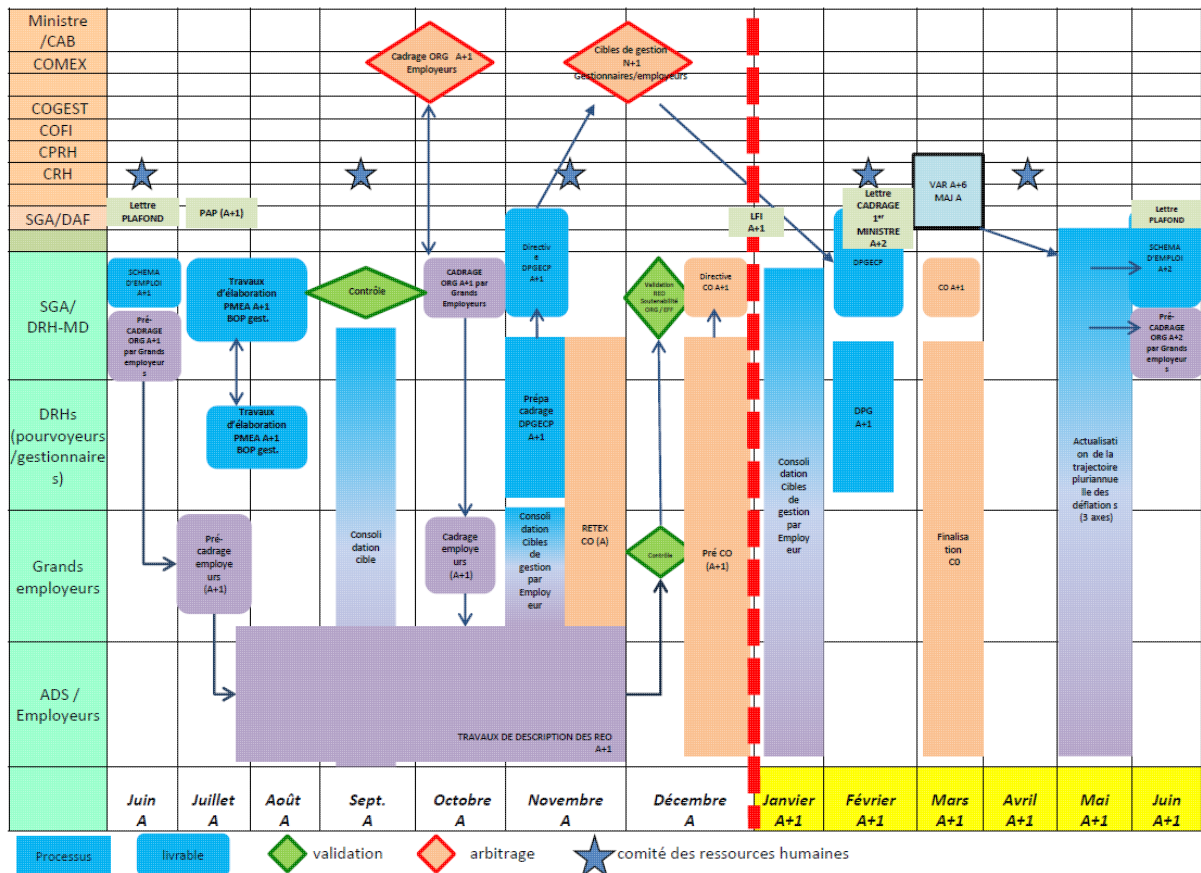 Ministre
/CAB
COMEX
COGEST
COFI
CPRH
CRH
SGA/DAF
SGA/
DRH-MD
DRHs
(pourvoyeurs
/gestionnaire
s)
Grands
employeurs
ADS /
Employeurs
Cadrage ORG A+1
Employeurs
Cibles de gestion
N+1
Gestionnaires/employeurs
Lettre
PLAFOND
PAP (A+1)
SCHEMA
D'EMPLOI
A+1
Pré-
CADRAGE
ORG A+1
par Grands
employeur
s
Travaux
d'élaboration
PMEA A+1
BOP gest.
Travaux
d'élaboration
PMEA A+1
BOP gest.
Pré-
cadrage
employe
urs
(A+1)
Contrôle
Consoli
dation
cible
CADRAGE
ORG A+1 par
Grands
Employeurs
Cadrage
employe
urs
(A+1)
Directiv
e
DPGECP
A+1
Prépa
cadrage
DPGECP
A+1
Consoli
dation
Cibles
de
gestion
par
Employ
eur
RETEX
CO (A)
TRAVAUX DE DESCRIPTION DES REO
A+1
Validation
REO
Soutenabilité
ORG / EFF
Contrôle
Directive
CO A+1
Pré CO
(A+1)
LFI
A+1
Consoli
dation
Cibles
de
gestion
par
Employ
eur
Lettre
CADRAGE
1er
MINISTRE
A+2
DPGECP
DPG
A+1
VAR A+6
MAJ A
CO A+1
Finalisa
tion
CO
Actualisati
on de la
trajectoire
pluriannue
lle des
déflation s
(3 axes)
Lettre
PLAFOND
SCHEMA
D'EMPLOI
A+2
Pré-
CADRAGE
ORG A+2
par Grands
employeur
s
Juin
A
Juillet
A
Août
A
Sept.
A
Octobre
A
Novembre
A
Décembre
A
Janvier
A+1
Février
A+1
Mars
A+1
Avril
A+1
Mai
A+1
Juin
A+1
Processus
livrable
validation
arbitrage
comité des ressources humaines